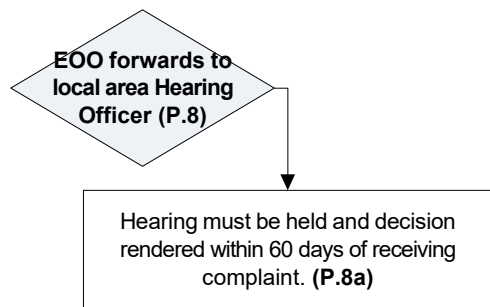 EOO forwards to
local area Hearing
Officer (P.8)
Hearing must be held and decision
rendered within 60 days of receiving
complaint. (P.8a)